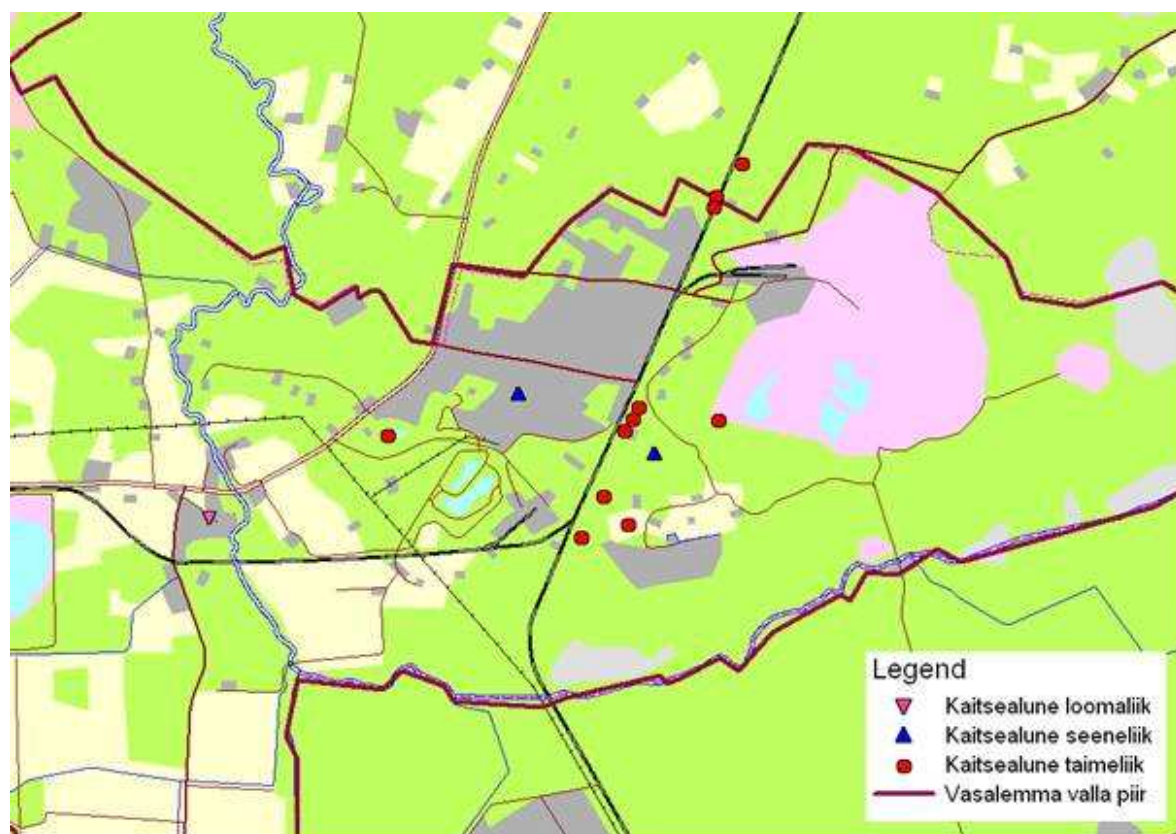 Legend
Kaitsealune loomaliik
Kaitsealune seeneliik
Kaitsealune taimeliik
Vasalemma valla piir